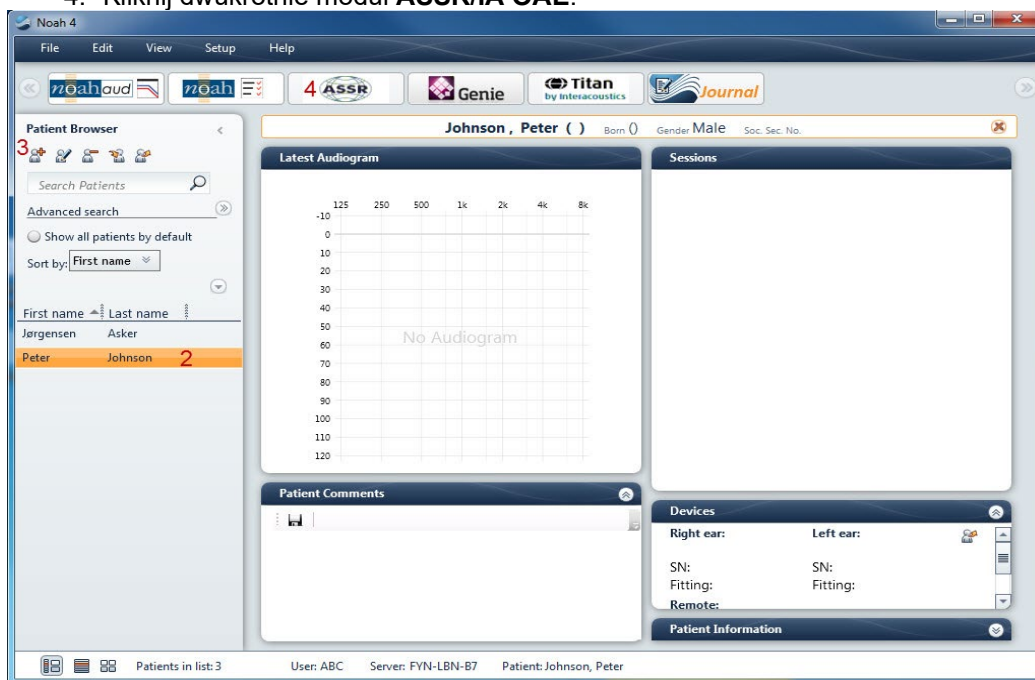 4. Kliknij dwukrotnie moduł ASSR/IA OAE.
Noah 4
File Edit View Setup Help
noahaud noah 4 ASSR Genie Titan by Interacoustics Journal
Patient Browser
Johnson , Peter ( ) Born () Gender Male Soc. Sec. No.
3
Search Patients
Advanced search
Show all patients by default
Sort by: First name
First name Last name
Jørgensen Asker
Peter Johnson 2
Latest Audiogram
125 250 500 1k 2k 4k 8k
-10
0
10
20
30
40
50
No Audiogram
60
70
80
90
100
110
120
Sessions
Patient Comments
Devices
Right ear: Left ear:
SN: SN:
Fitting: Fitting:
Remote:
Patient Information
Patients in list: 3 User: ABC Server: FYN-LBN-B7 Patient: Johnson, Peter